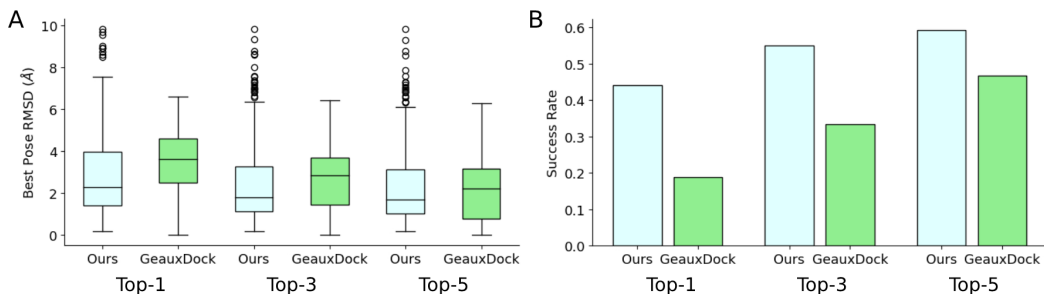 A
Best Pose RMSD (Å)
10
8
6
4
2
0
Ours GeauxDock Ours GeauxDock Ours GeauxDock
Top-1 Top-3 Top-5
B
Success Rate
0.6
0.5
0.4
0.3
0.2
0.1
0.0
Ours GeauxDock Ours GeauxDock Ours GeauxDock
Top-1 Top-3 Top-5